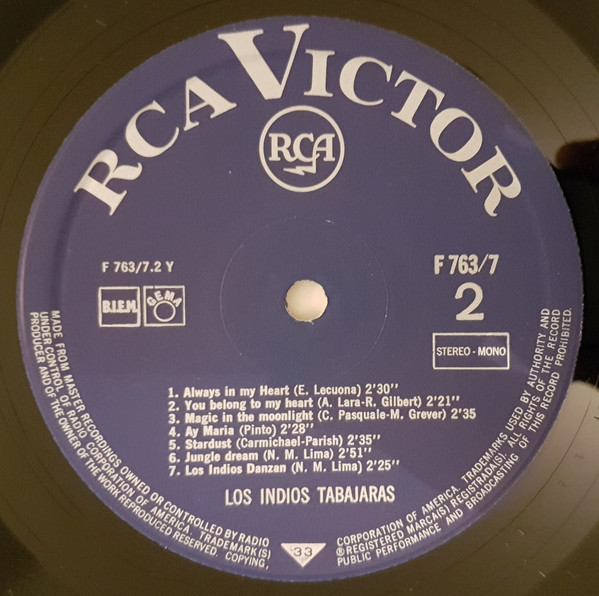 RCA VICTOR
RCA
F 763/7.2 Y
F 763/7
B.I.E.M.
GEMA
2
STEREO - MONO
1. Always in my Heart (E. Lecuona) 2'30''
2. You belong to my heart (A. Lara-R. Gilbert) 2'21''
3. Magic in the moonlight (C. Pasquale-M. Grever) 2'35
4. Ay Maria (Pinto) 2'28''
5. Stardust (Carmichael-Parish) 2'35''
6. Jungle dream (N. M. Lima) 2'51''
7. Los Indios Danzan (N. M. Lima) 2'25''
LOS INDIOS TABAJARAS
MADE FROM MASTER RECORDINGS OWNED OR CONTROLLED BY RADIO
UNDER CONTROL OF RADIO CORPORATION OF AMERICA. TRADEMARK(S)
PRODUCER AND OF THE OWNER OF THE WORK REPRODUCED RESERVED. COPYING,
33
CORPORATION OF AMERICA. TRADEMARKS USED BY AUTHORITY AND
® REGISTERED MARCA(S) REGISTRADA(S). ALL RIGHTS OF THE RECORD
PUBLIC PERFORMANCE AND BROADCASTING OF THIS RECORD PROHIBITED.